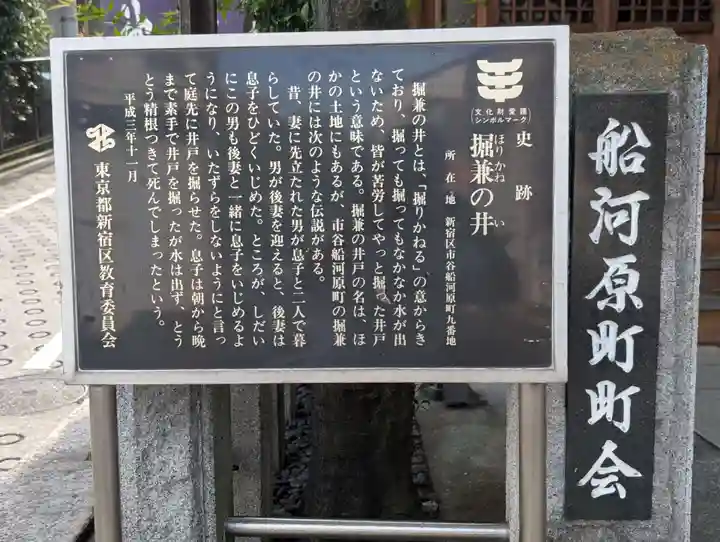 船河原町町会
(文化財愛護
シンボルマーク)
史跡
ほりかね い
掘兼の井
所在地 新宿区市谷船河原町九番地
掘兼の井とは、「掘りかねる」の意からき
ており、掘っても掘ってもなかなか水が出
ないため、皆が苦労してやっと掘った井戸
という意味である。掘兼の井戸の名は、ほ
かの土地にもあるが、市谷船河原町の掘兼
の井には次のような伝説がある。
昔、妻に先立たれた男が息子と二人で暮
らしていた。男が後妻を迎えると、後妻は
息子をひどくいじめた。ところが、しだい
にこの男も後妻と一緒に息子をいじめるよ
うになり、いたずらをしないようにと言っ
て庭先に井戸を掘らせた。息子は朝から晩
まで素手で井戸を掘ったが水は出ず、とう
とう精根つきて死んでしまったという。
平成三年十一月
東京都新宿区教育委員会